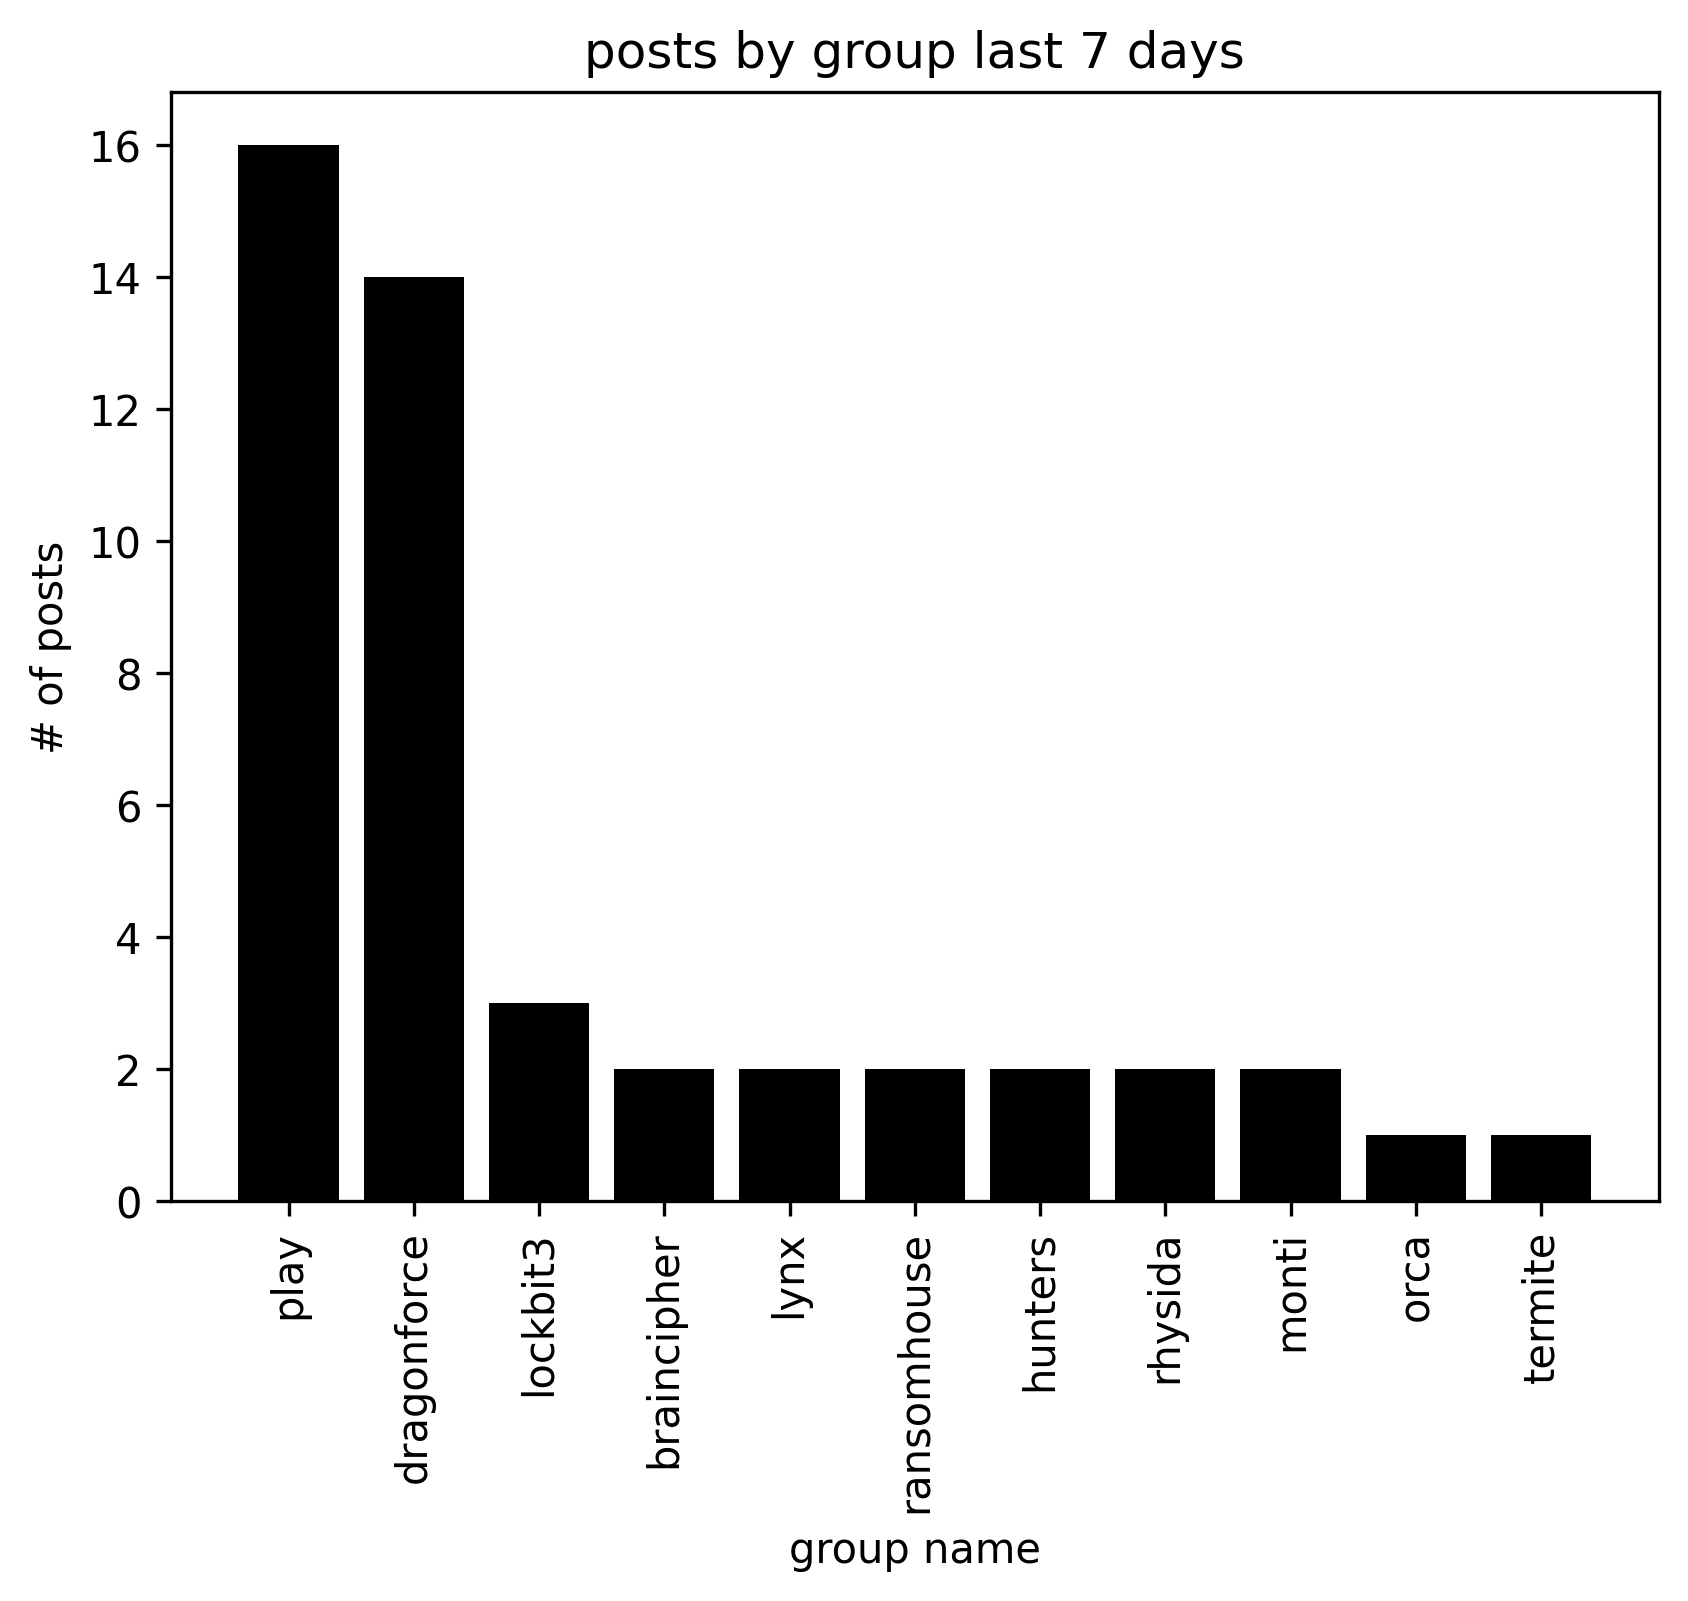 posts by group last 7 days
# of posts
16
14
12
10
8
6
4
2
0
play
dragonforce
lockbit3
braincipher
lynx
ransomhouse
hunters
rhysida
monti
orca
termite
group name